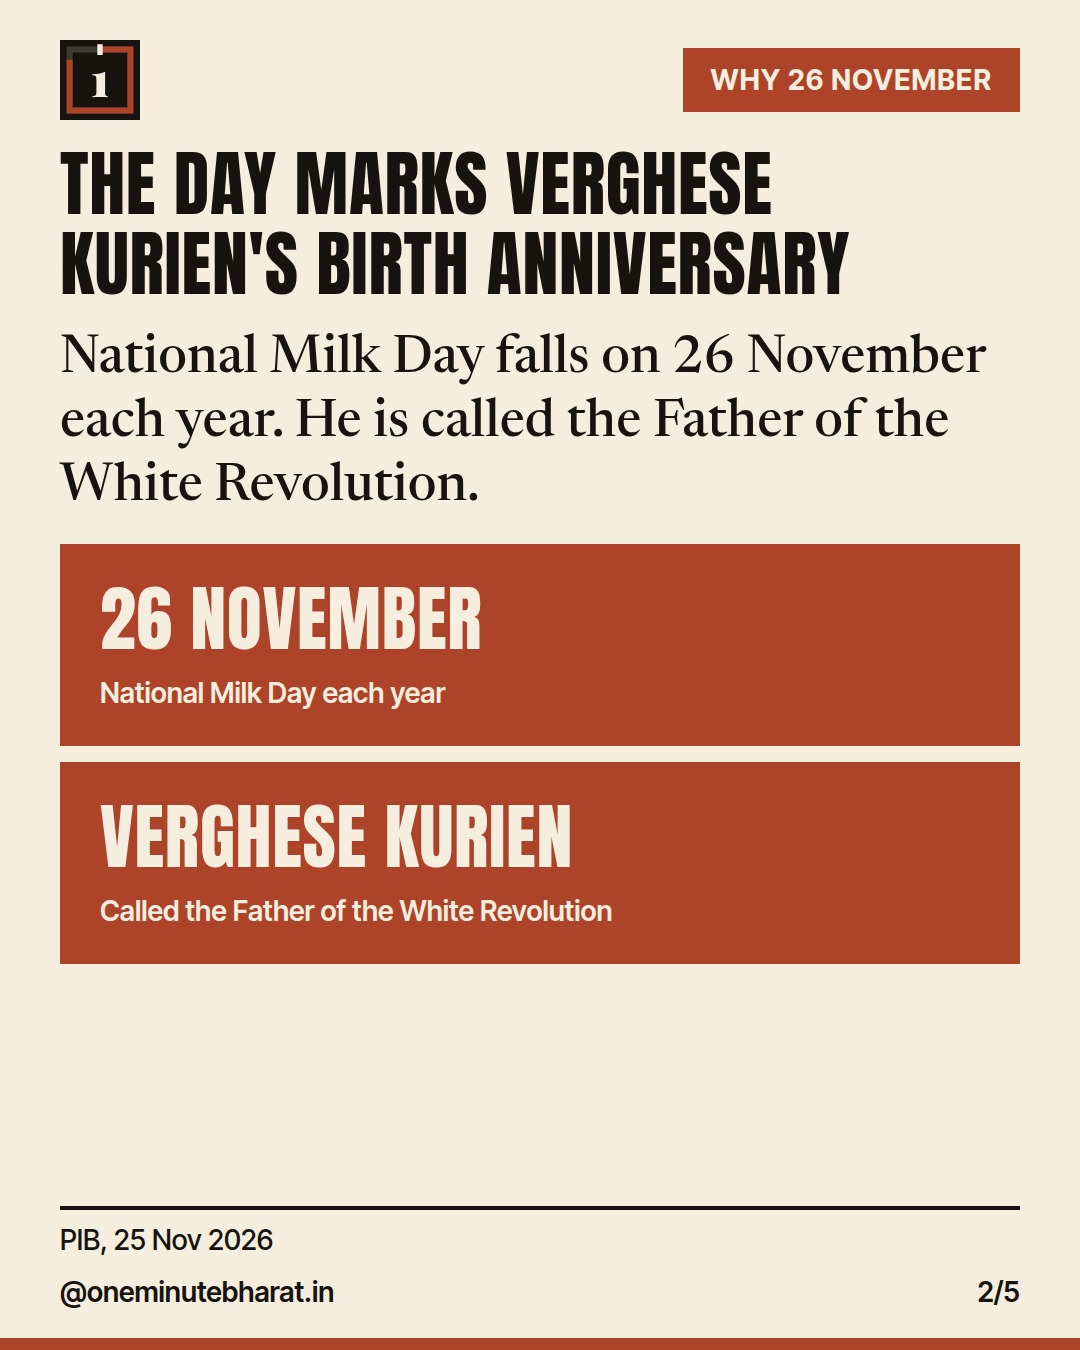 ı
WHY 26 NOVEMBER
THE DAY MARKS VERGHESE
KURIEN'S BIRTH ANNIVERSARY
National Milk Day falls on 26 November
each year. He is called the Father of the
White Revolution.
26 NOVEMBER
National Milk Day each year
VERGHESE KURIEN
Called the Father of the White Revolution
PIB, 25 Nov 2026
@oneminutebharat.in
2/5